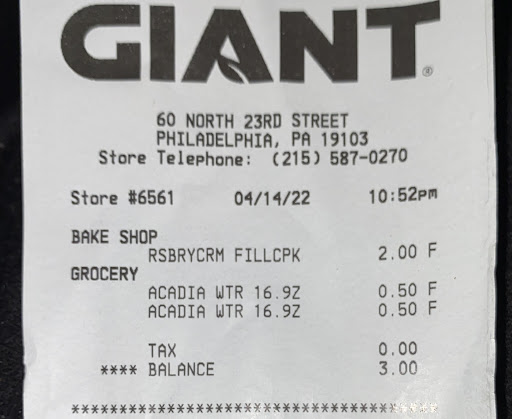 GIANT®
60 NORTH 23RD STREET
PHILADELPHIA, PA 19103
Store Telephone: (215) 587-0270
Store #6561 04/14/22 10:52pm
BAKE SHOP
RSBRYCRM FILLCPK 2.00 F
GROCERY
ACADIA WTR 16.9Z 0.50 F
ACADIA WTR 16.9Z 0.50 F
TAX 0.00
**** BALANCE 3.00
******************************************